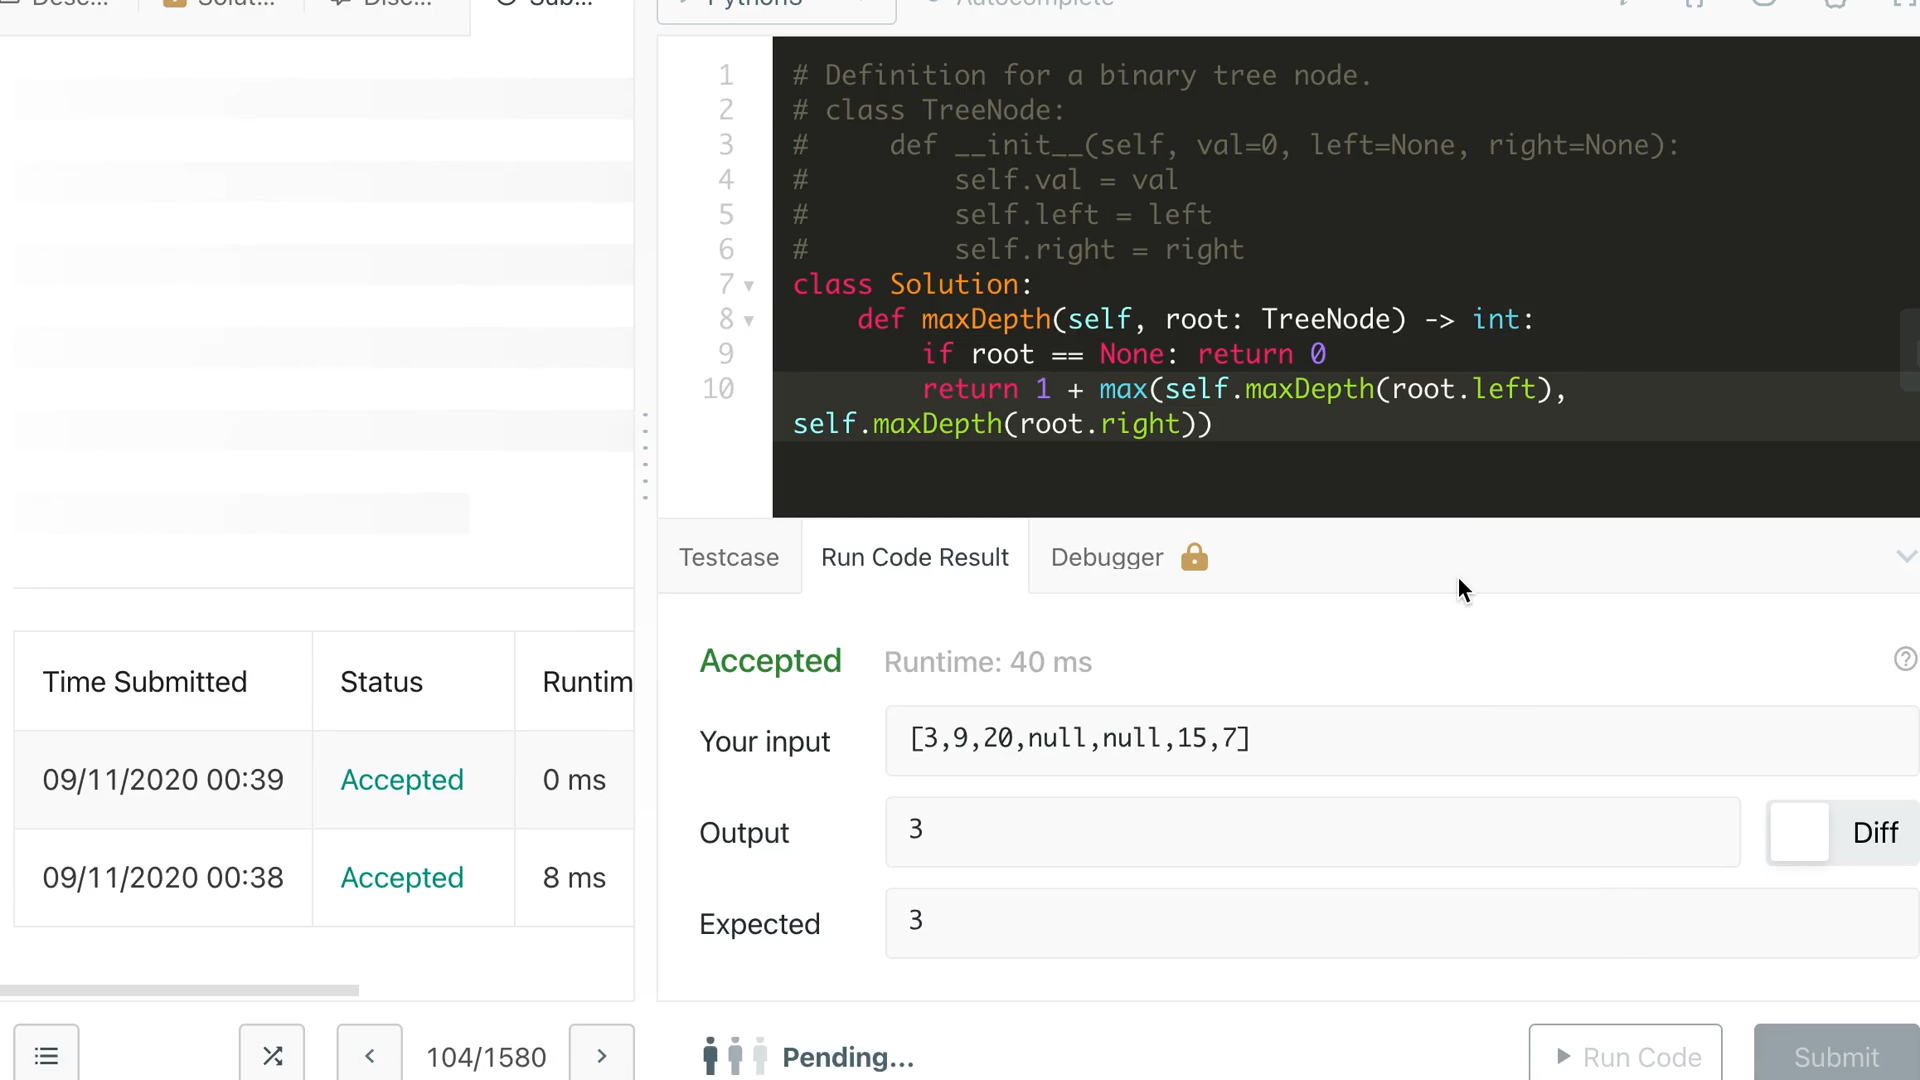 Python3
Autocomplete
1 # Definition for a binary tree node.
2 # class TreeNode:
3 #     def __init__(self, val=0, left=None, right=None):
4 #         self.val = val
5 #         self.left = left
6 #         self.right = right
7 class Solution:
8     def maxDepth(self, root: TreeNode) -> int:
9         if root == None: return 0
10         return 1 + max(self.maxDepth(root.left),
self.maxDepth(root.right))
Testcase
Run Code Result
Debugger
Accepted
Runtime: 40 ms
Your input
[3,9,20,null,null,15,7]
Output
3
Diff
Expected
3
Time Submitted
Status
Runtim
09/11/2020 00:39
Accepted
0 ms
09/11/2020 00:38
Accepted
8 ms
104/1580
Pending...
Run Code
Submit